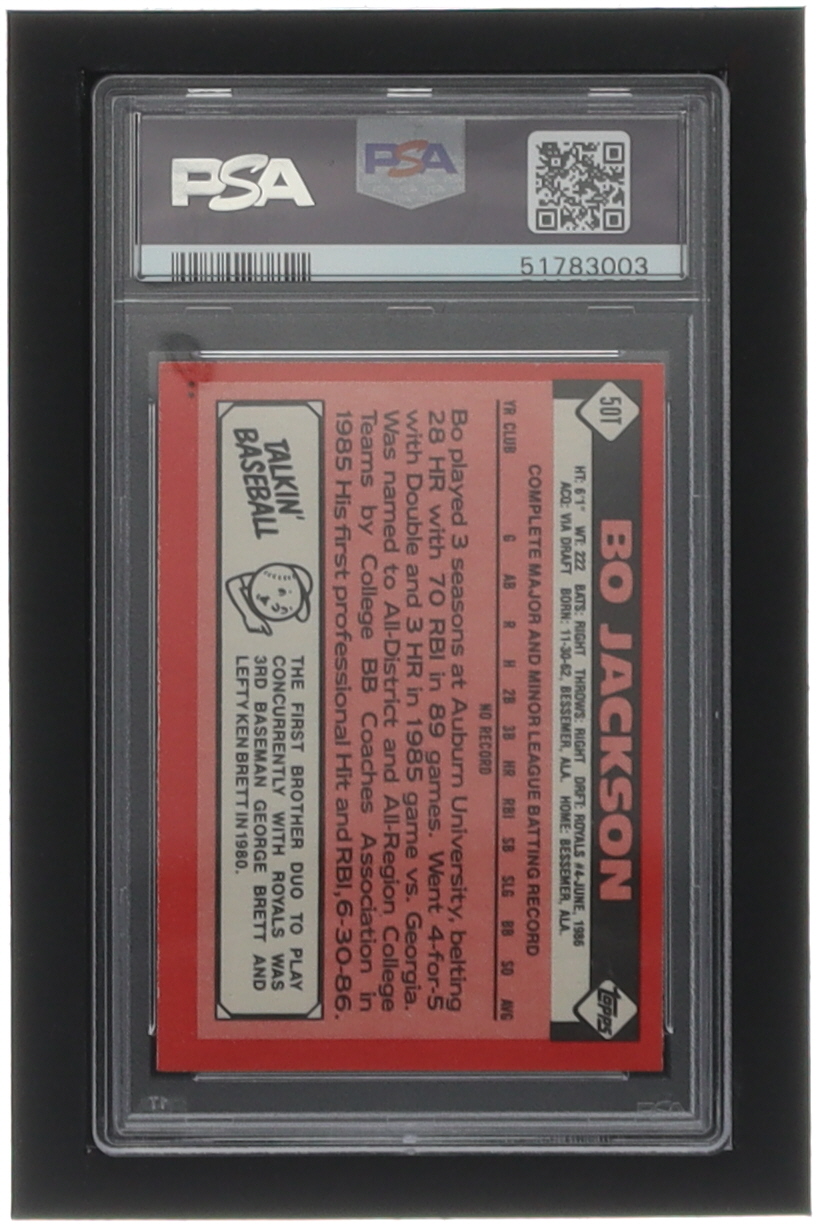 PSA
PSA
51783003
50T
BO JACKSON
topps
HT: 6'1" WT: 222 BATS: RIGHT THROWS: RIGHT DRFT: ROYALS #4-JUNE, 1986
ACQ: VIA DRAFT BORN: 11-30-62, BESSEMER, ALA. HOME: BESSEMER, ALA.
COMPLETE MAJOR AND MINOR LEAGUE BATTING RECORD
YR CLUB G AB R H 2B 3B HR RBI SB SLG BB SO AVG
NO RECORD
Bo played 3 seasons at Auburn University, belting
28 HR with 70 RBI in 89 games. Went 4-for-5
with Double and 3 HR in 1985 game vs. Georgia.
Was named to All-District and All-Region College
Teams by College BB Coaches Association in
1985 His first professional Hit and RBI, 6-30-86.
TALKIN'
BASEBALL
THE FIRST BROTHER DUO TO PLAY
CONCURRENTLY WITH ROYALS WAS
3RD BASEMAN GEORGE BRETT AND
LEFTY KEN BRETT IN 1980.
PSA